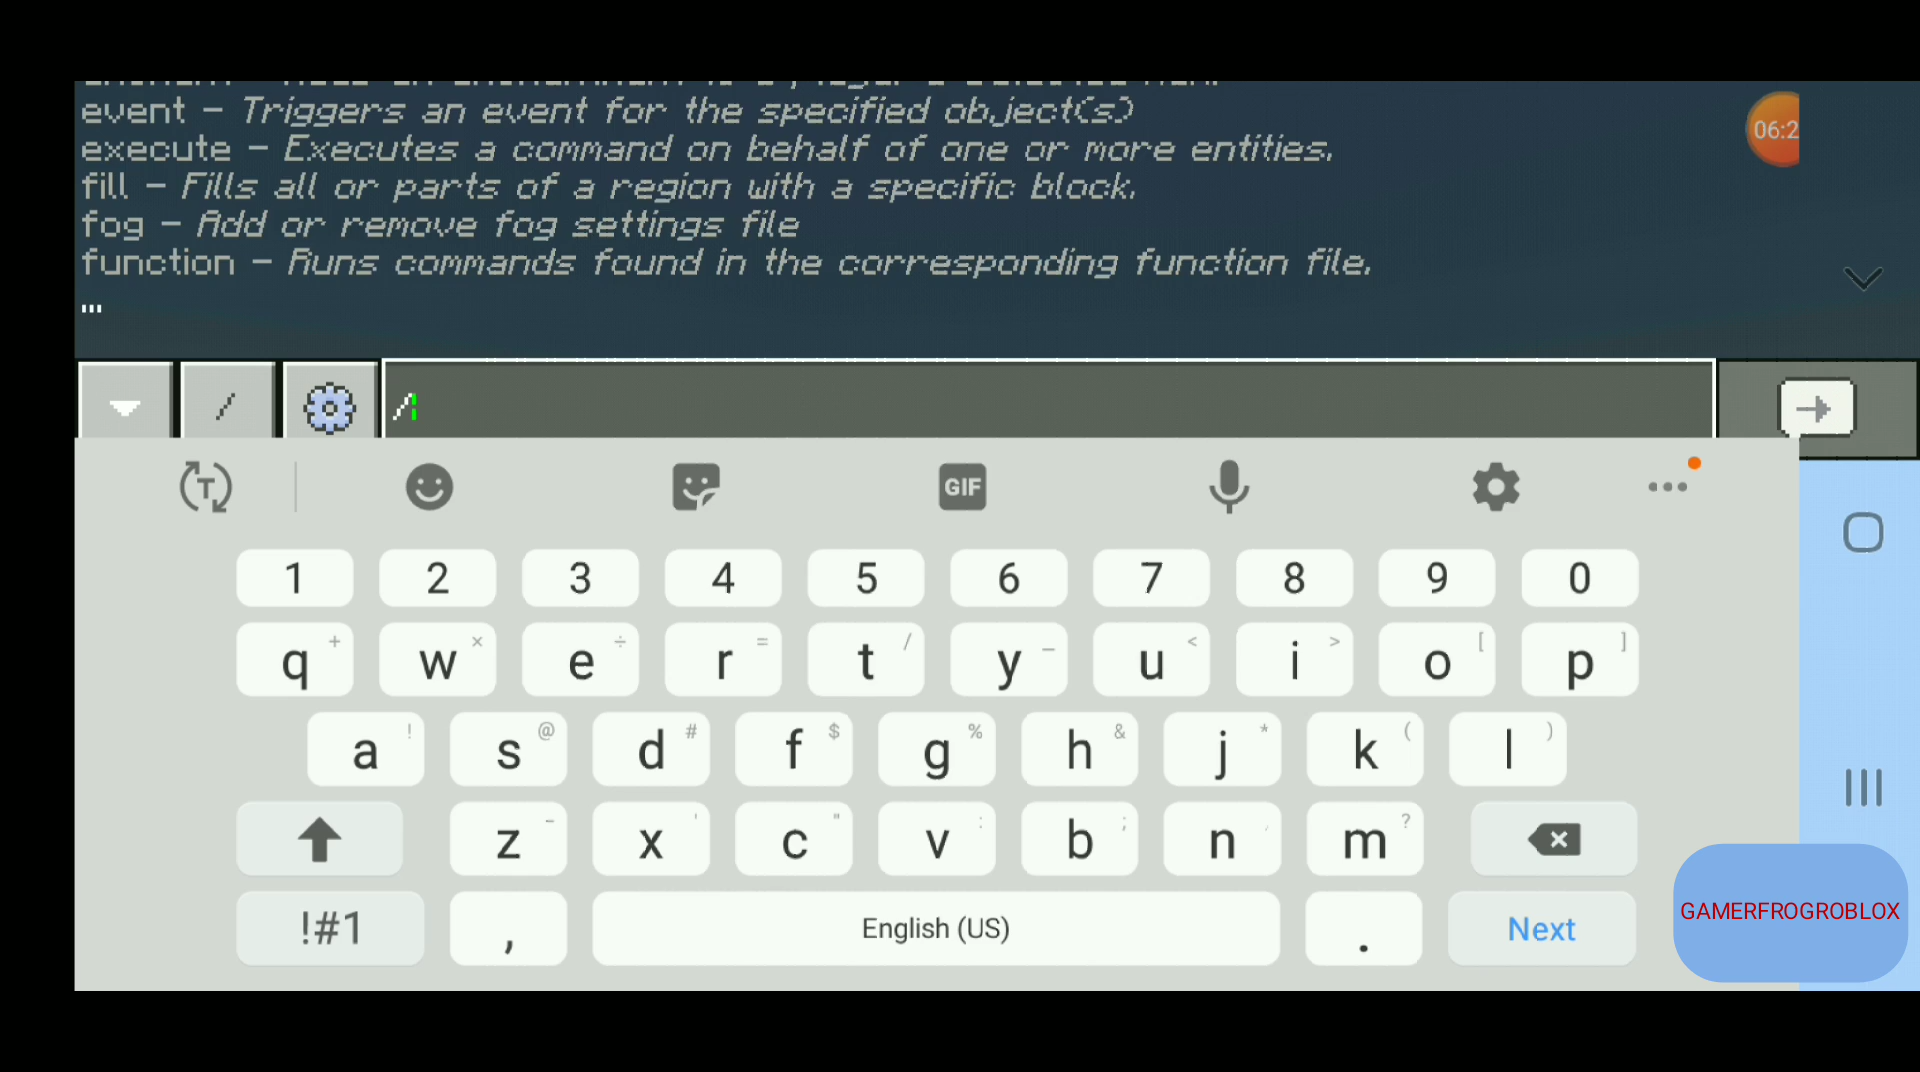 event - Triggers an event for the specified object(s)
execute - Executes a command on behalf of one or more entities.
fill - Fills all or parts of a region with a specific block.
fog - Add or remove fog settings file
function - Runs commands found in the corresponding function file.
...
06:2
/
/
T
GIF
1 2 3 4 5 6 7 8 9 0
q + w × e ÷ r = t / y _ u < i > o [ p ]
a ! s @ d # f $ g % h & j * k ( l )
z - x ' c " v : b ; n m ?
!#1 , English (US) . Next
GAMERFROGROBLOX